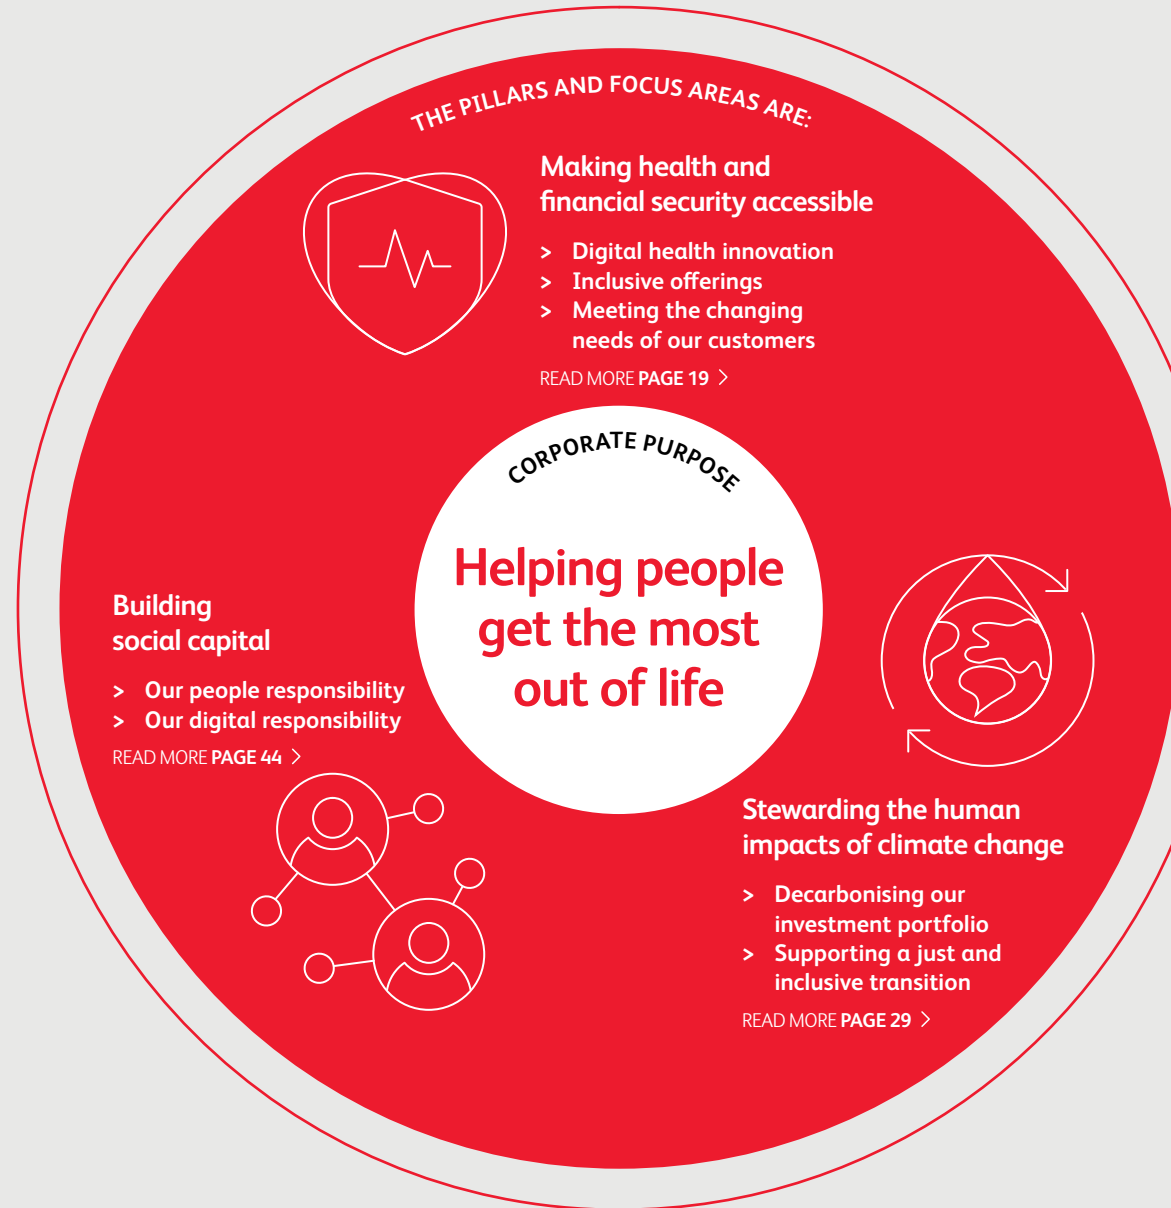 THE PILLARS AND FOCUS AREAS ARE:
Making health and
financial security accessible
> Digital health innovation
> Inclusive offerings
> Meeting the changing
needs of our customers
READ MORE PAGE 19 >
CORPORATE PURPOSE
Helping people
get the most
out of life
Building
social capital
> Our people responsibility
> Our digital responsibility
READ MORE PAGE 44 >
Stewarding the human
impacts of climate change
> Decarbonising our
investment portfolio
> Supporting a just and
inclusive transition
READ MORE PAGE 29 >